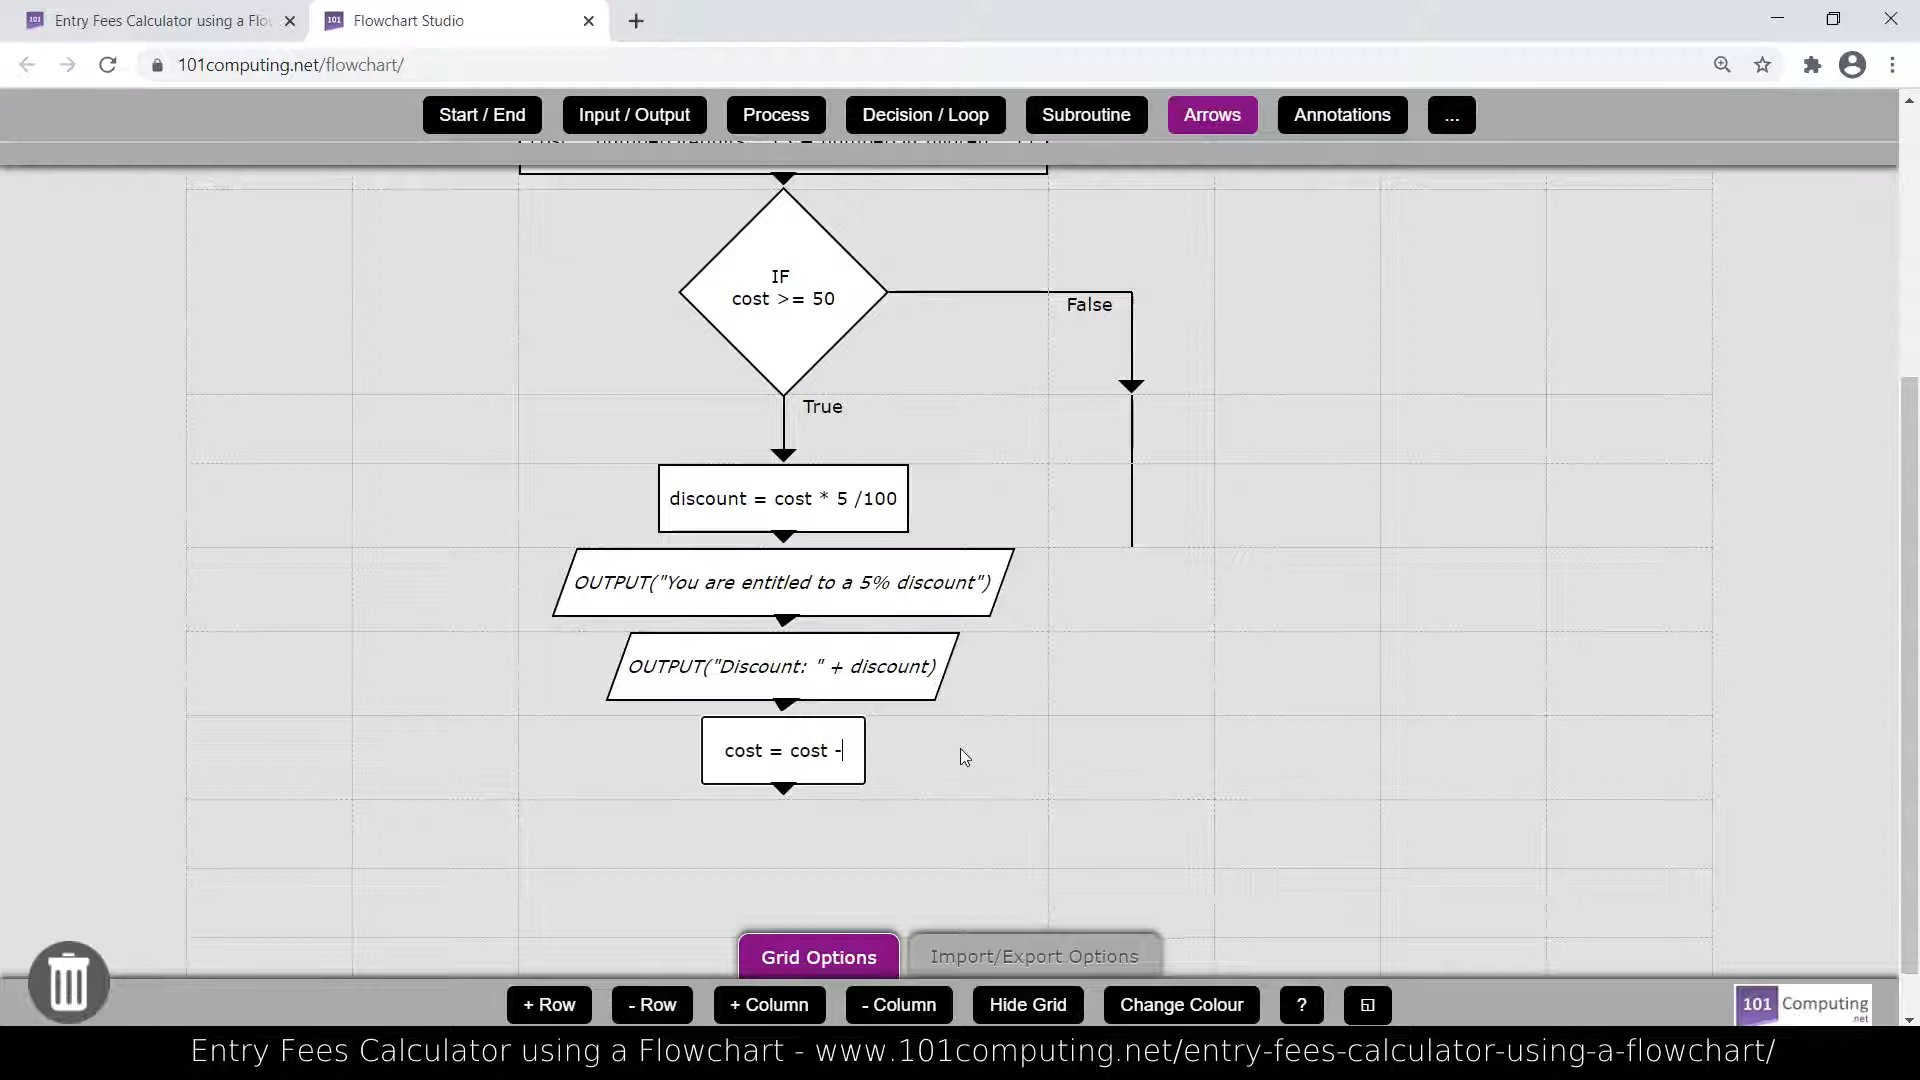 Entry Fees Calculator using a Flo
Flowchart Studio
101computing.net/flowchart/
Start / End
Input / Output
Process
Decision / Loop
Subroutine
Arrows
Annotations
...
IF
cost >= 50
False
True
discount = cost * 5 /100
OUTPUT("You are entitled to a 5% discount")
OUTPUT("Discount: " + discount)
cost = cost -
Grid Options
Import/Export Options
+ Row
- Row
+ Column
- Column
Hide Grid
Change Colour
?
101 Computing
.net
Entry Fees Calculator using a Flowchart - www.101computing.net/entry-fees-calculator-using-a-flowchart/